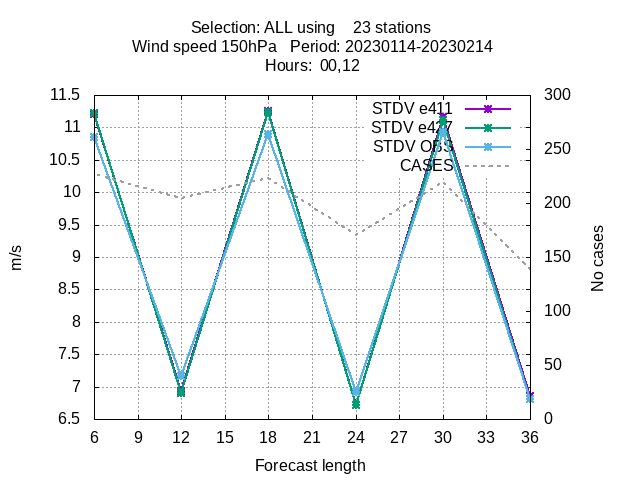 Selection: ALL using 23 stations
Wind speed 150hPa Period: 20230114-20230214
Hours: 00,12
11.5
11
10.5
10
9.5
9
8.5
8
7.5
7
6.5
300
250
200
150
100
50
0
STDV e411
STDV e427
STDV OBS
CASES
m/s
No cases
6 9 12 15 18 21 24 27 30 33 36
Forecast length